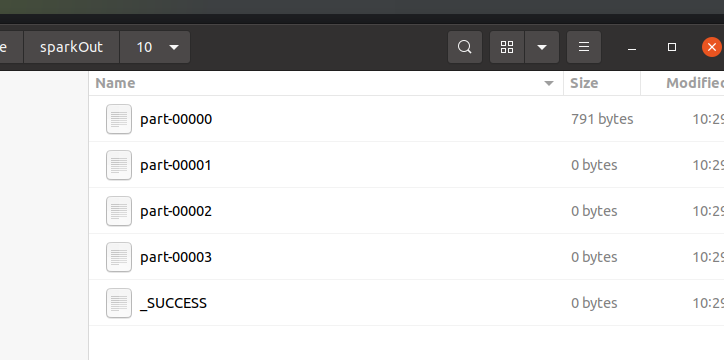 e sparkOut 10
Name Size Modified
part-00000 791 bytes 10:29
part-00001 0 bytes 10:29
part-00002 0 bytes 10:29
part-00003 0 bytes 10:29
_SUCCESS 0 bytes 10:29